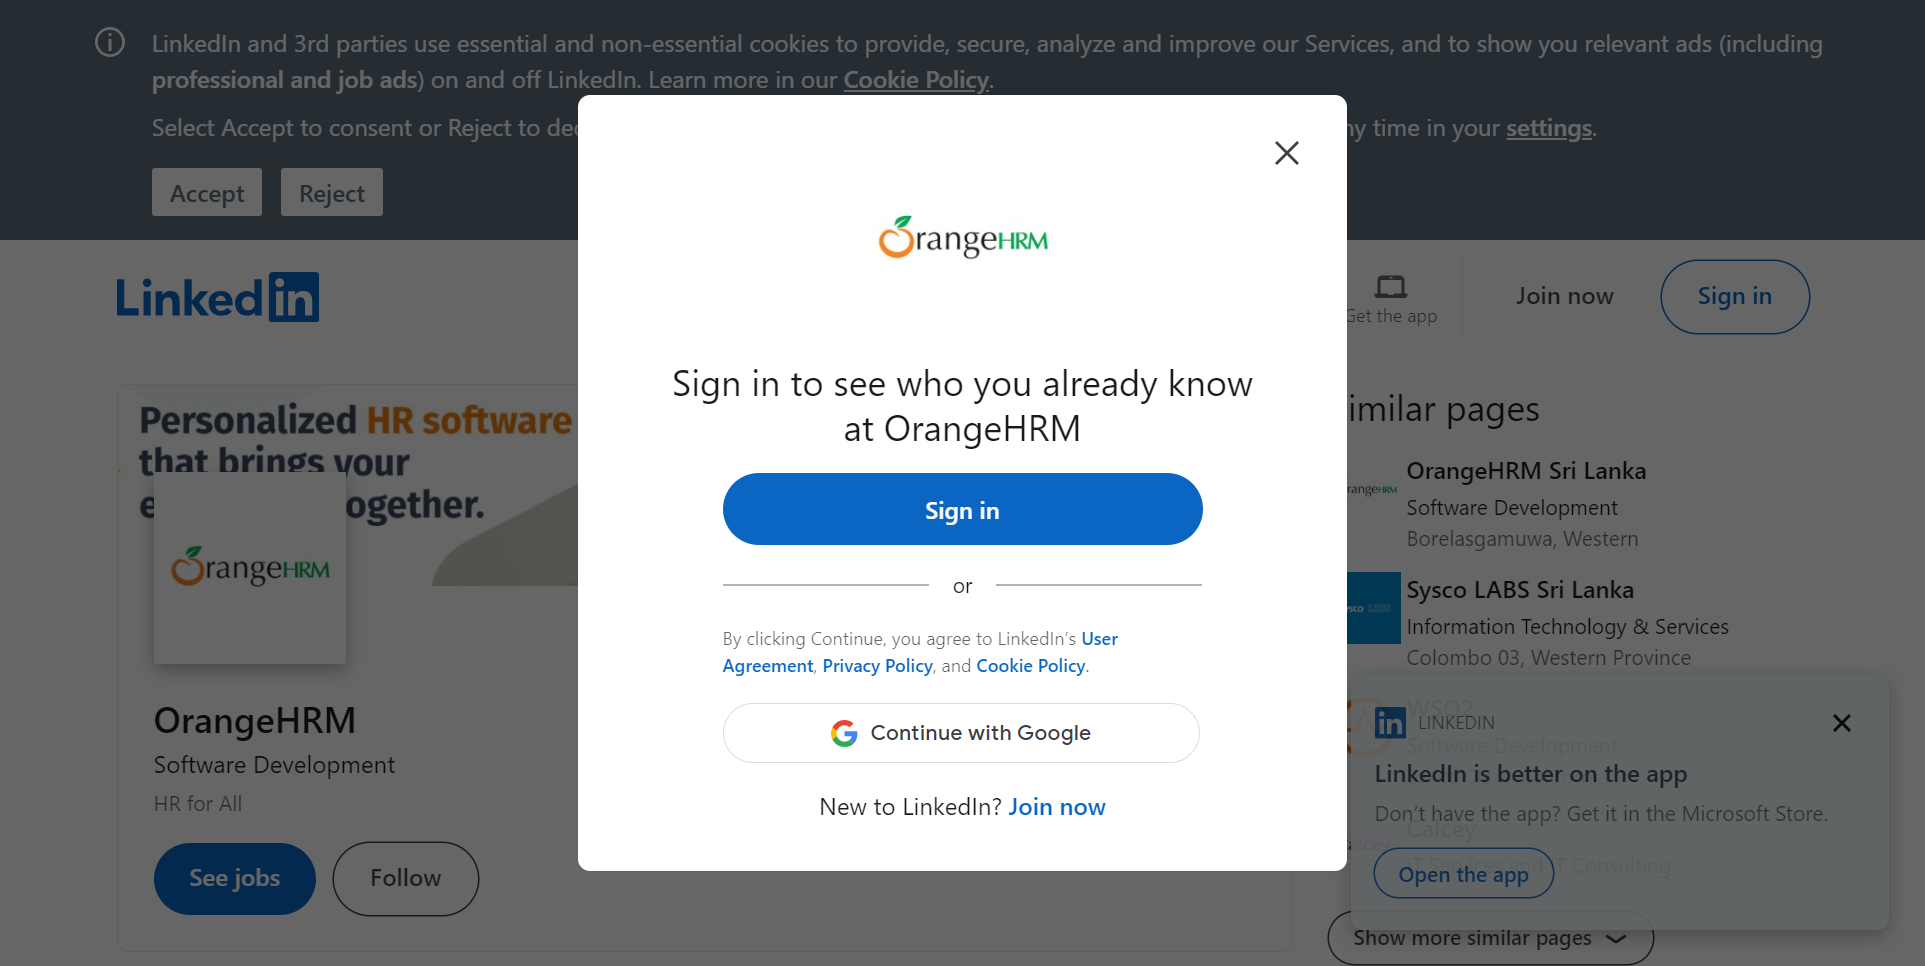 LinkedIn and 3rd parties use essential and non-essential cookies to provide, secure, analyze and improve our Services, and to show you relevant ads (including
professional and job ads) on and off LinkedIn. Learn more in our Cookie Policy.
Select Accept to consent or Reject to
time in your settings.
Accept
Reject
LinkedIn
Get the app
Join now
Sign in
OrangeHRM
Sign in to see who you already know
at OrangeHRM
Sign in
or
By clicking Continue, you agree to LinkedIn's User
Agreement, Privacy Policy, and Cookie Policy.
Continue with Google
New to LinkedIn? Join now
Personalized HR software
that brings your
OrangeHRM
OrangeHRM
Software Development
HR for All
See jobs
Follow
pages
OrangeHRM Sri Lanka
Software Development
Borelasgamuwa, Western
Sysco LABS Sri Lanka
Information Technology & Services
Colombo 03, Western Province
WSO2
Software Development
Calcey
IT Services and IT Consulting
in LINKEDIN
LinkedIn is better on the app
Don't have the app? Get it in the Microsoft Store.
Open the app
Show more similar pages